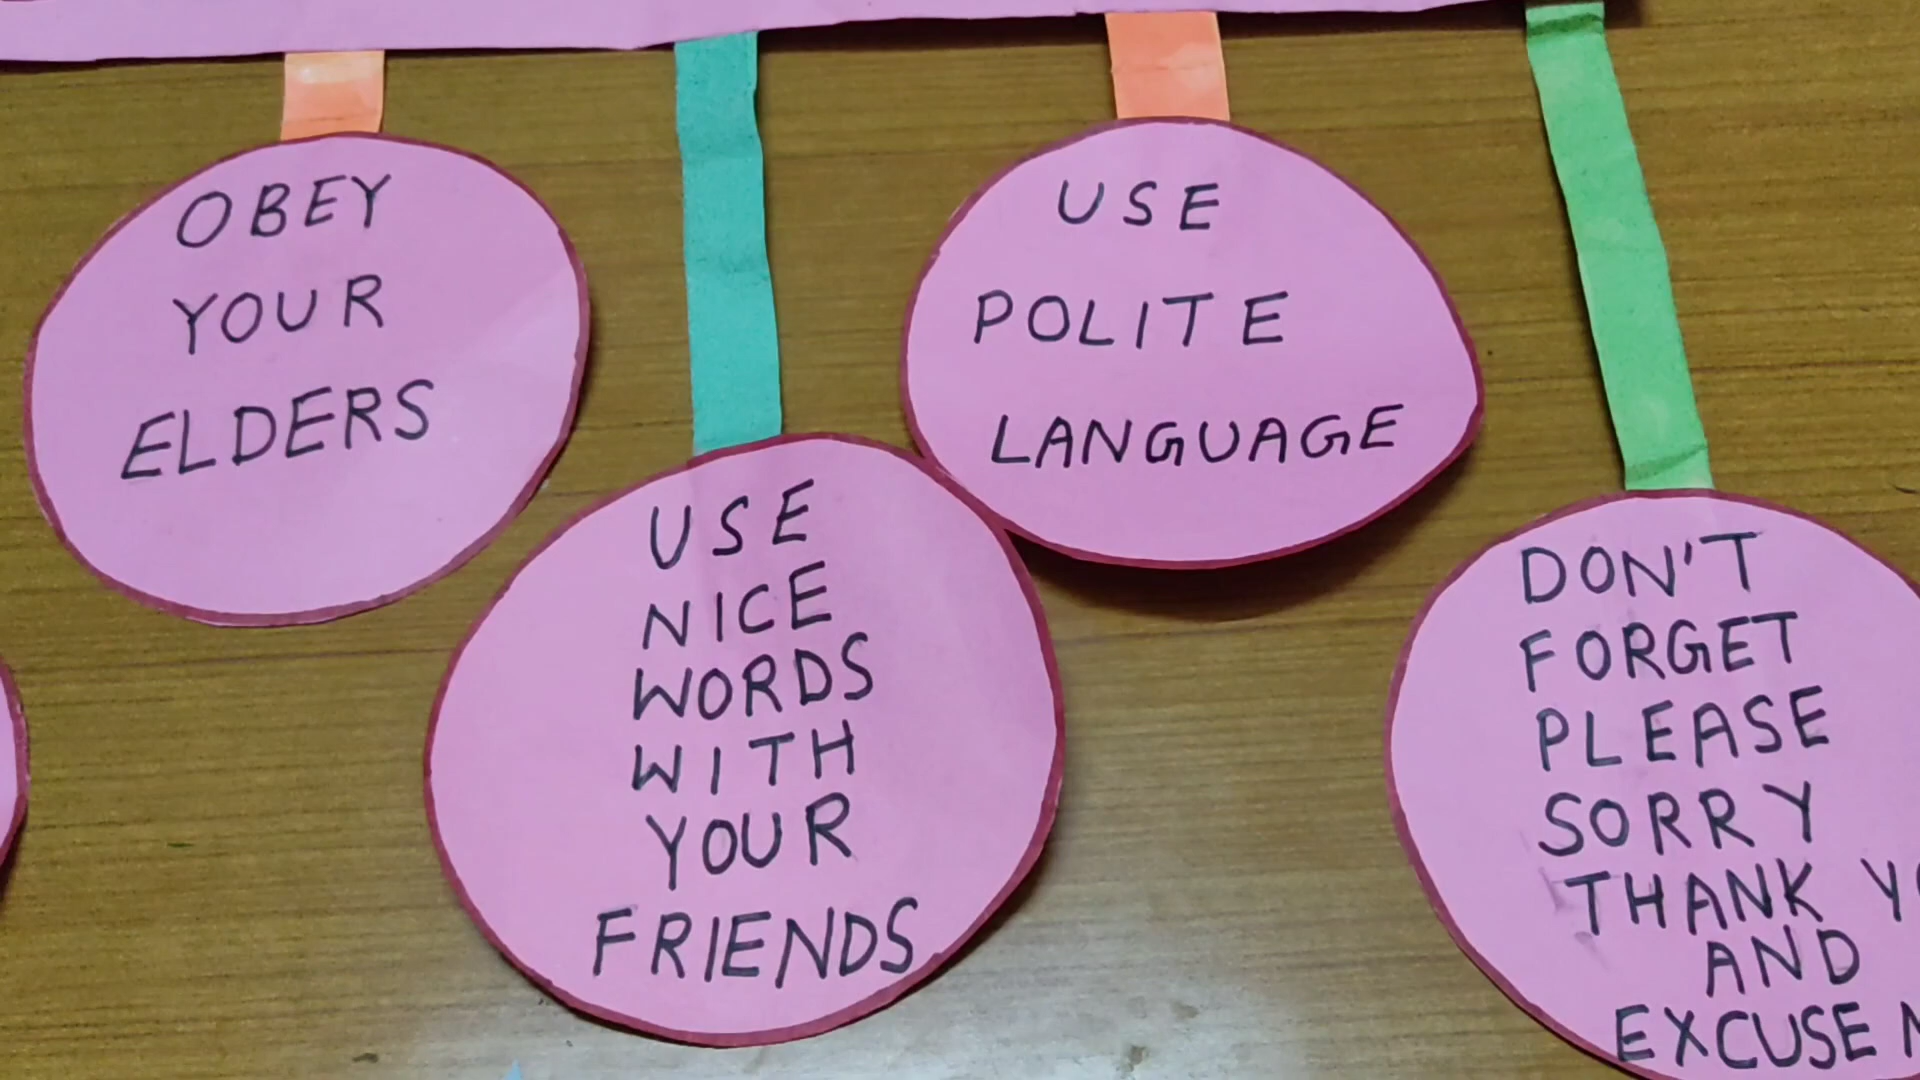 OBEY
YOUR
ELDERS
USE
NICE
WORDS
WITH
YOUR
FRIENDS
USE
POLITE
LANGUAGE
DON'T
FORGET
PLEASE
SORRY
THANK
AND
EXCUSE